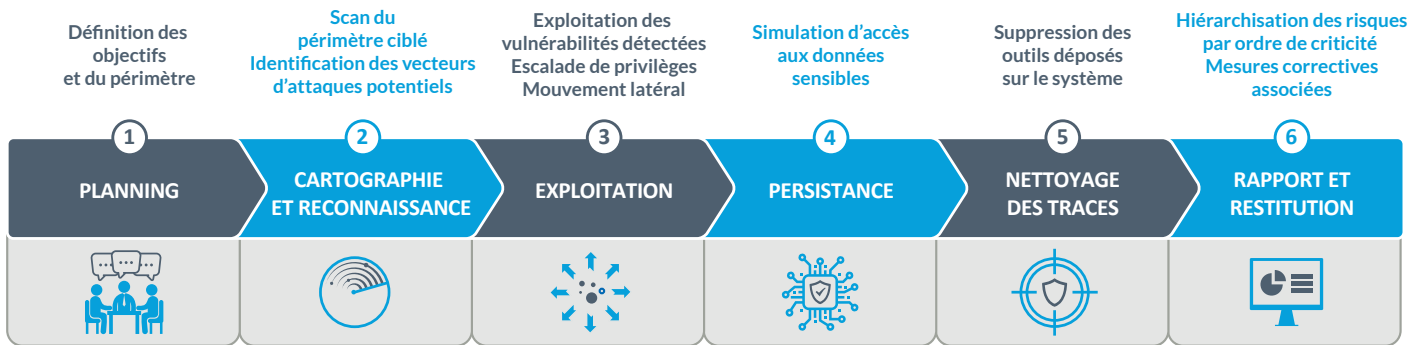 Définition des
objectifs
et du périmètre
Scan du
périmètre ciblé
Identification des vecteurs
d'attaques potentiels
Exploitation des
vulnérabilités détectées
Escalade de privilèges
Mouvement latéral
Simulation d'accès
aux données
sensibles
Suppression des
outils déposés
sur le système
Hiérarchisation des risques
par ordre de criticité
Mesures correctives
associées
1
2
3
4
5
6
PLANNING
CARTOGRAPHIE
ET RECONNAISSANCE
EXPLOITATION
PERSISTANCE
NETTOYAGE
DES TRACES
RAPPORT ET
RESTITUTION